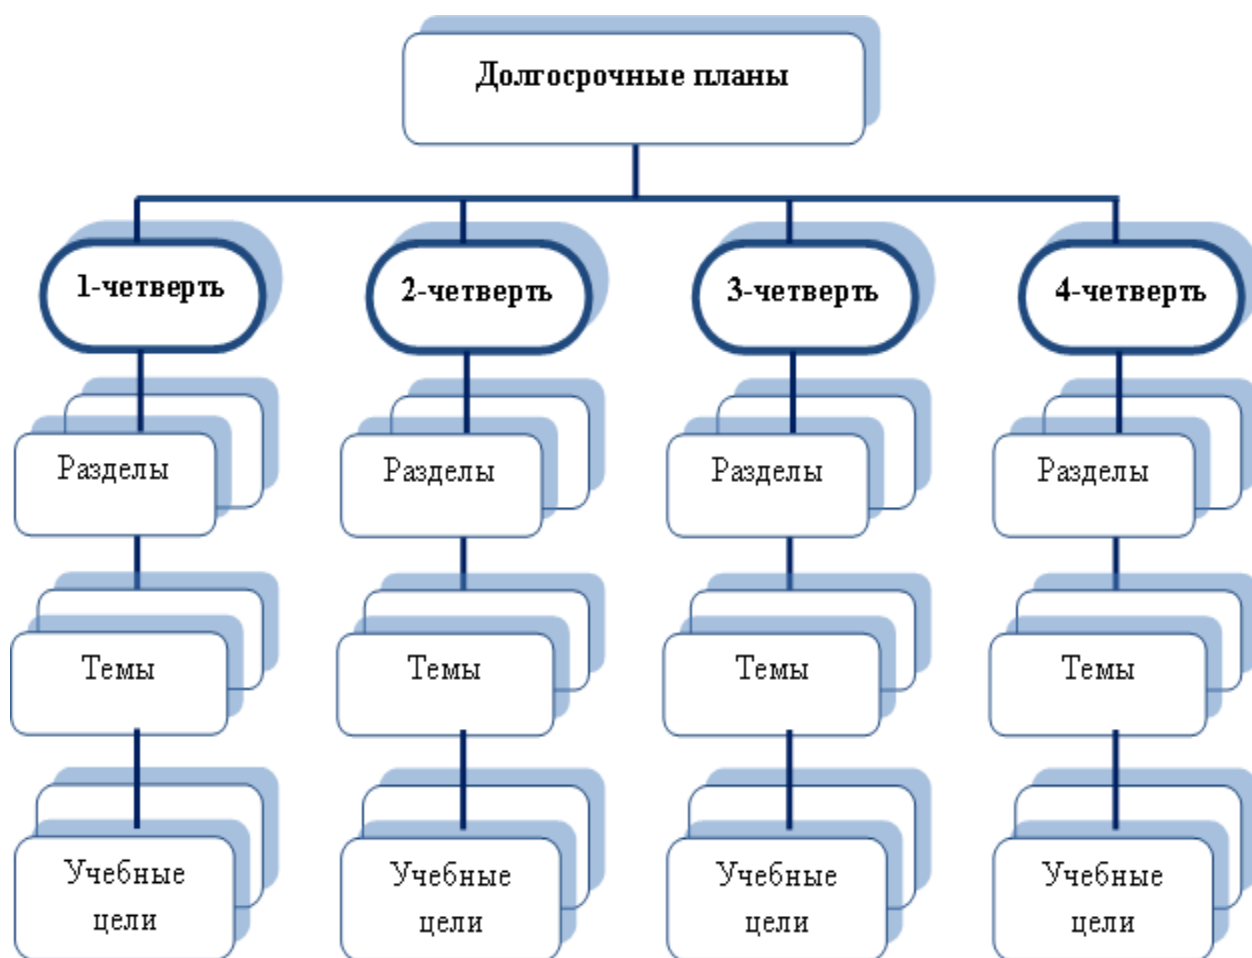 Долгосрочные планы
1-четверть
2-четверть
3-четверть
4-четверть
Разделы
Разделы
Разделы
Разделы
Темы
Темы
Темы
Темы
Учебные
цели
Учебные
цели
Учебные
цели
Учебные
цели